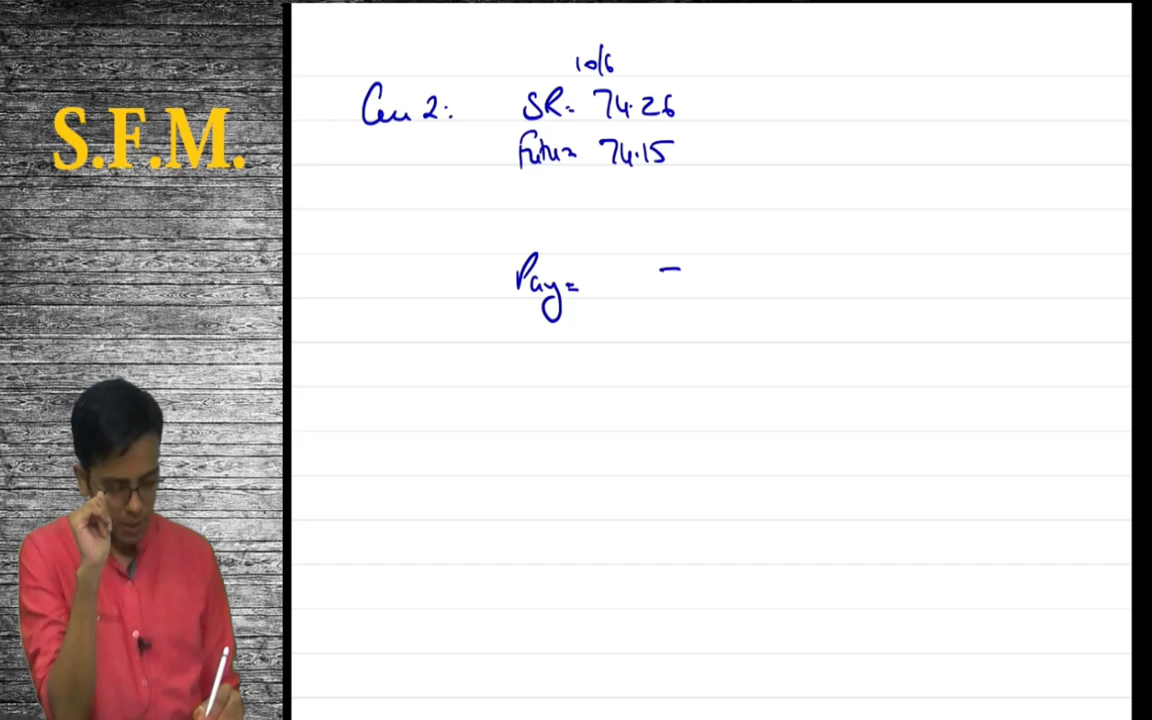 S.F.M.
10/6
Case 2: SR = 74.26
Future 74.15
Pay = -